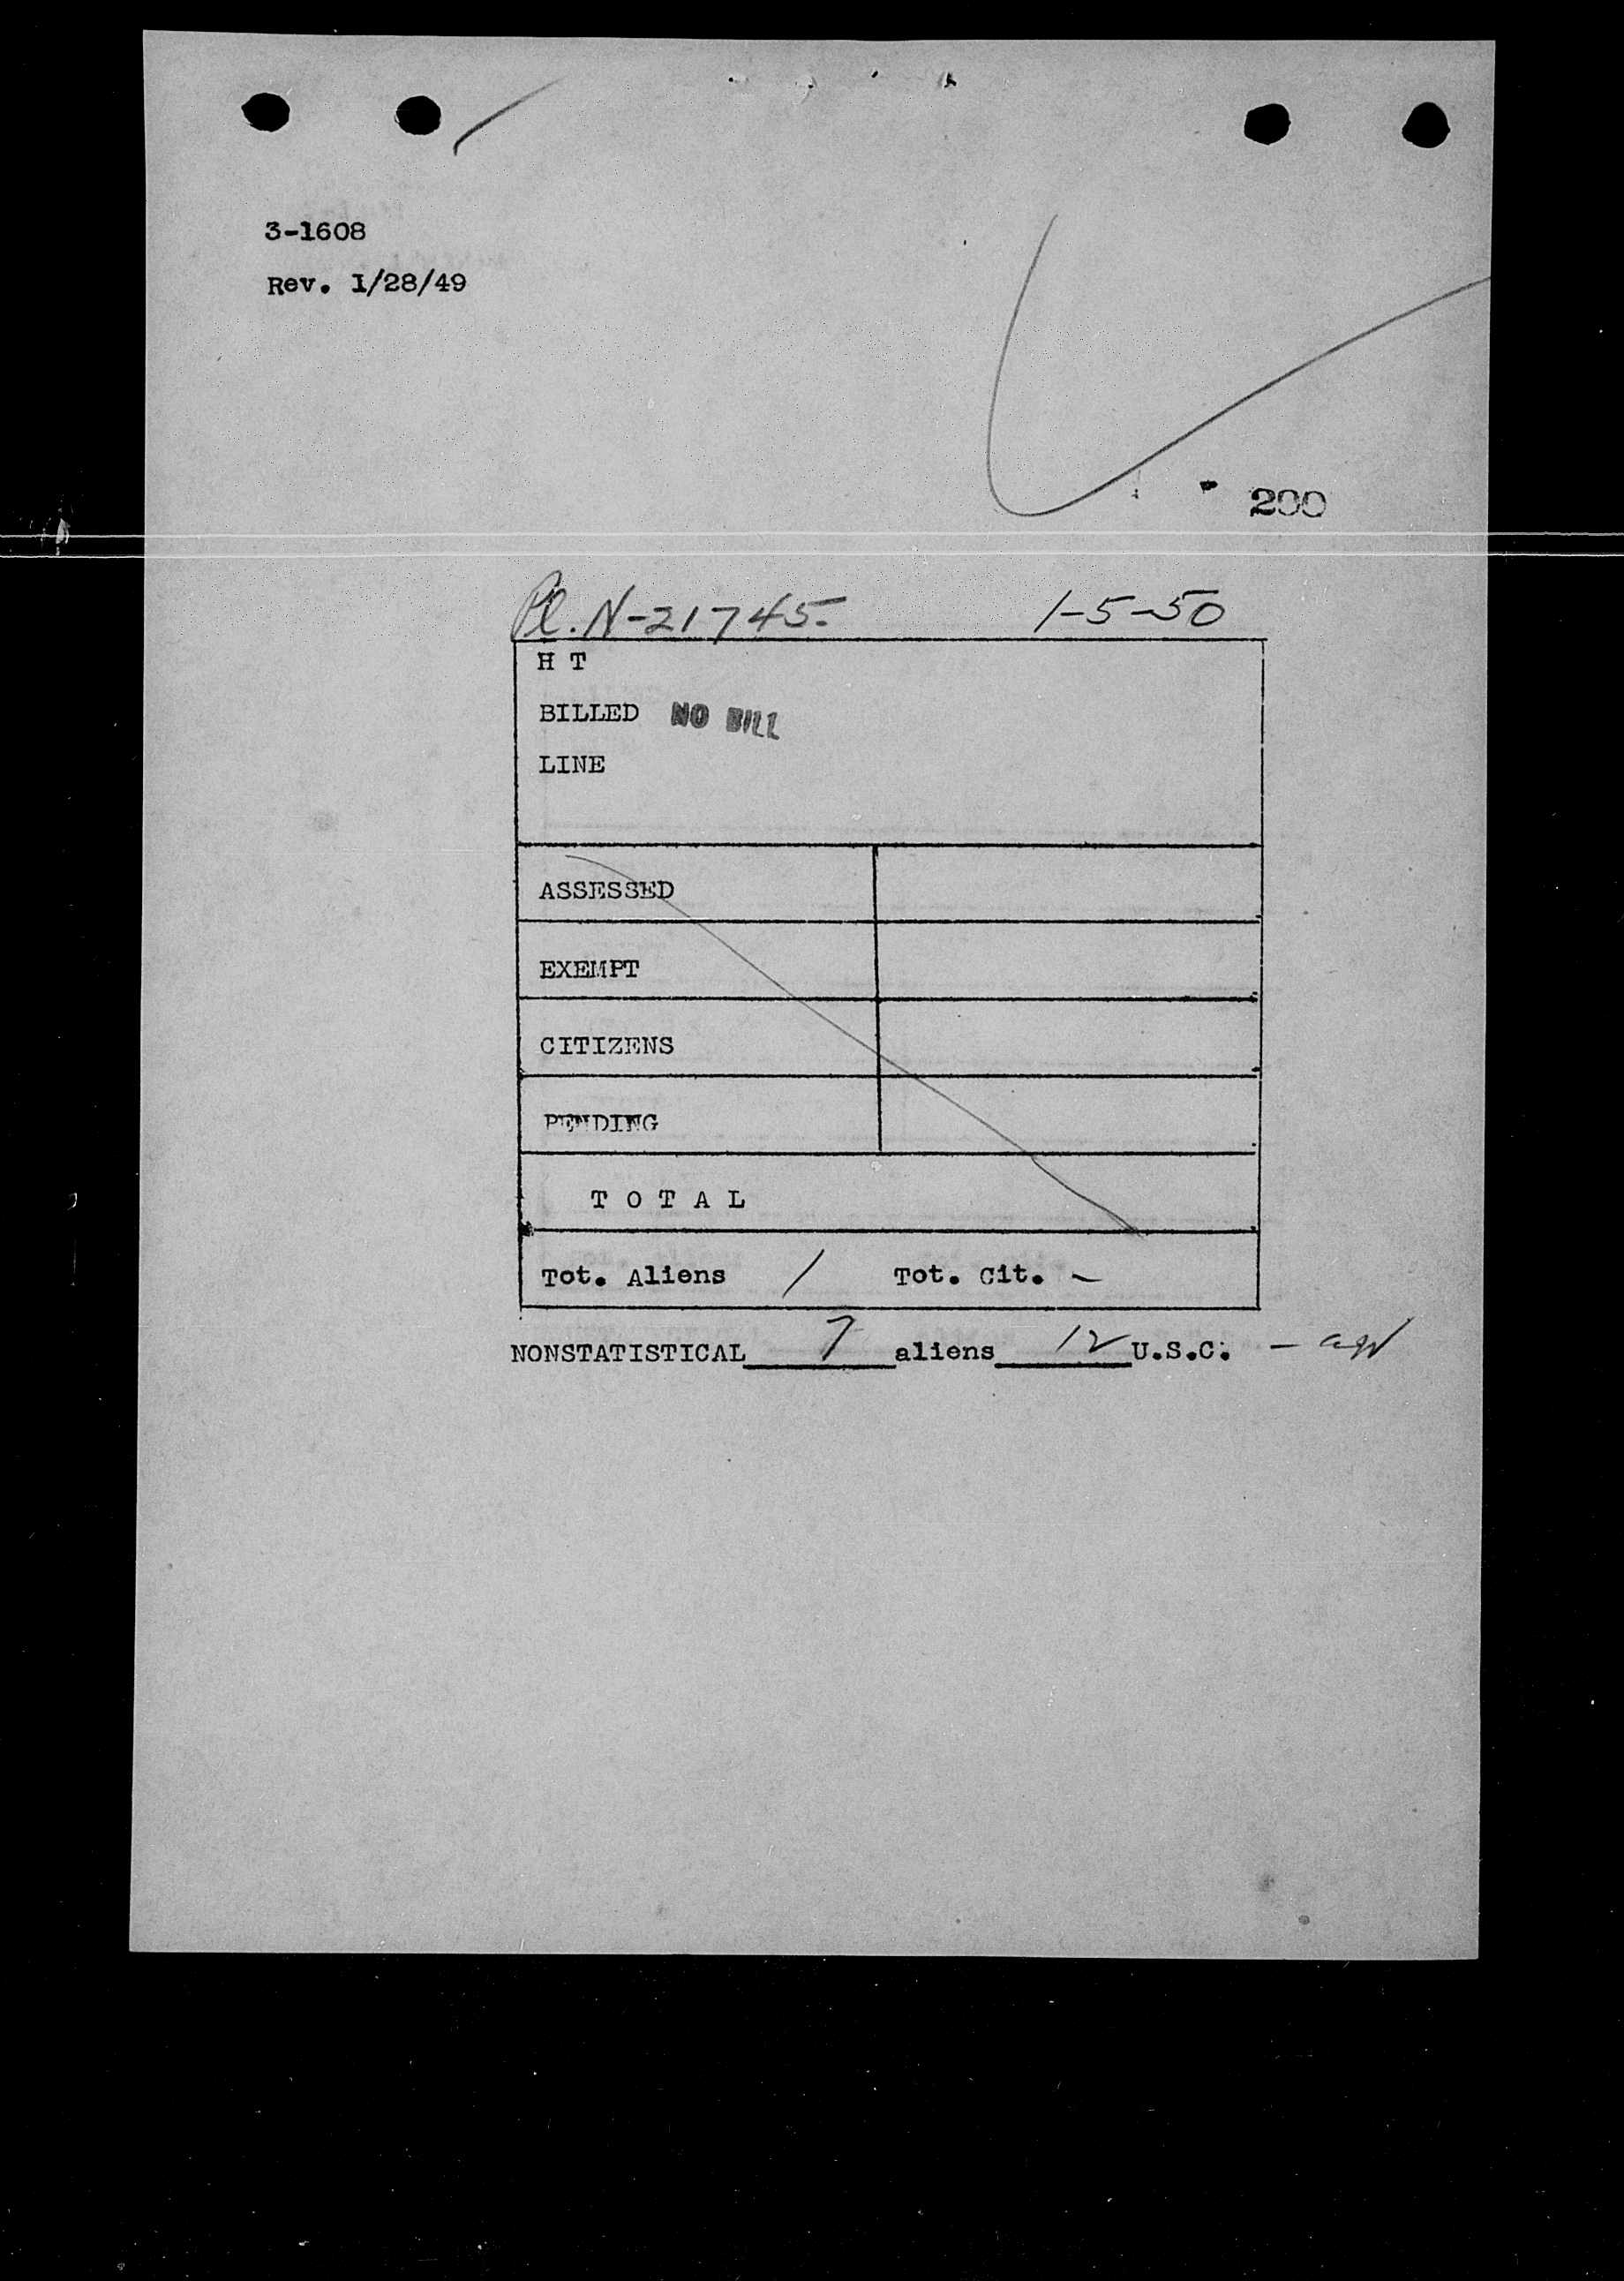 3-1608
Rev. 1/28/49
200
Pl. N-21745. 1-5-50
H T
BILLED NO BILL
LINE
ASSESSED
EXEMPT
CITIZENS
PENDING
T O T A L
Tot. Aliens / Tot. Cit. -
NONSTATISTICAL 7 aliens 12 U.S.C. -